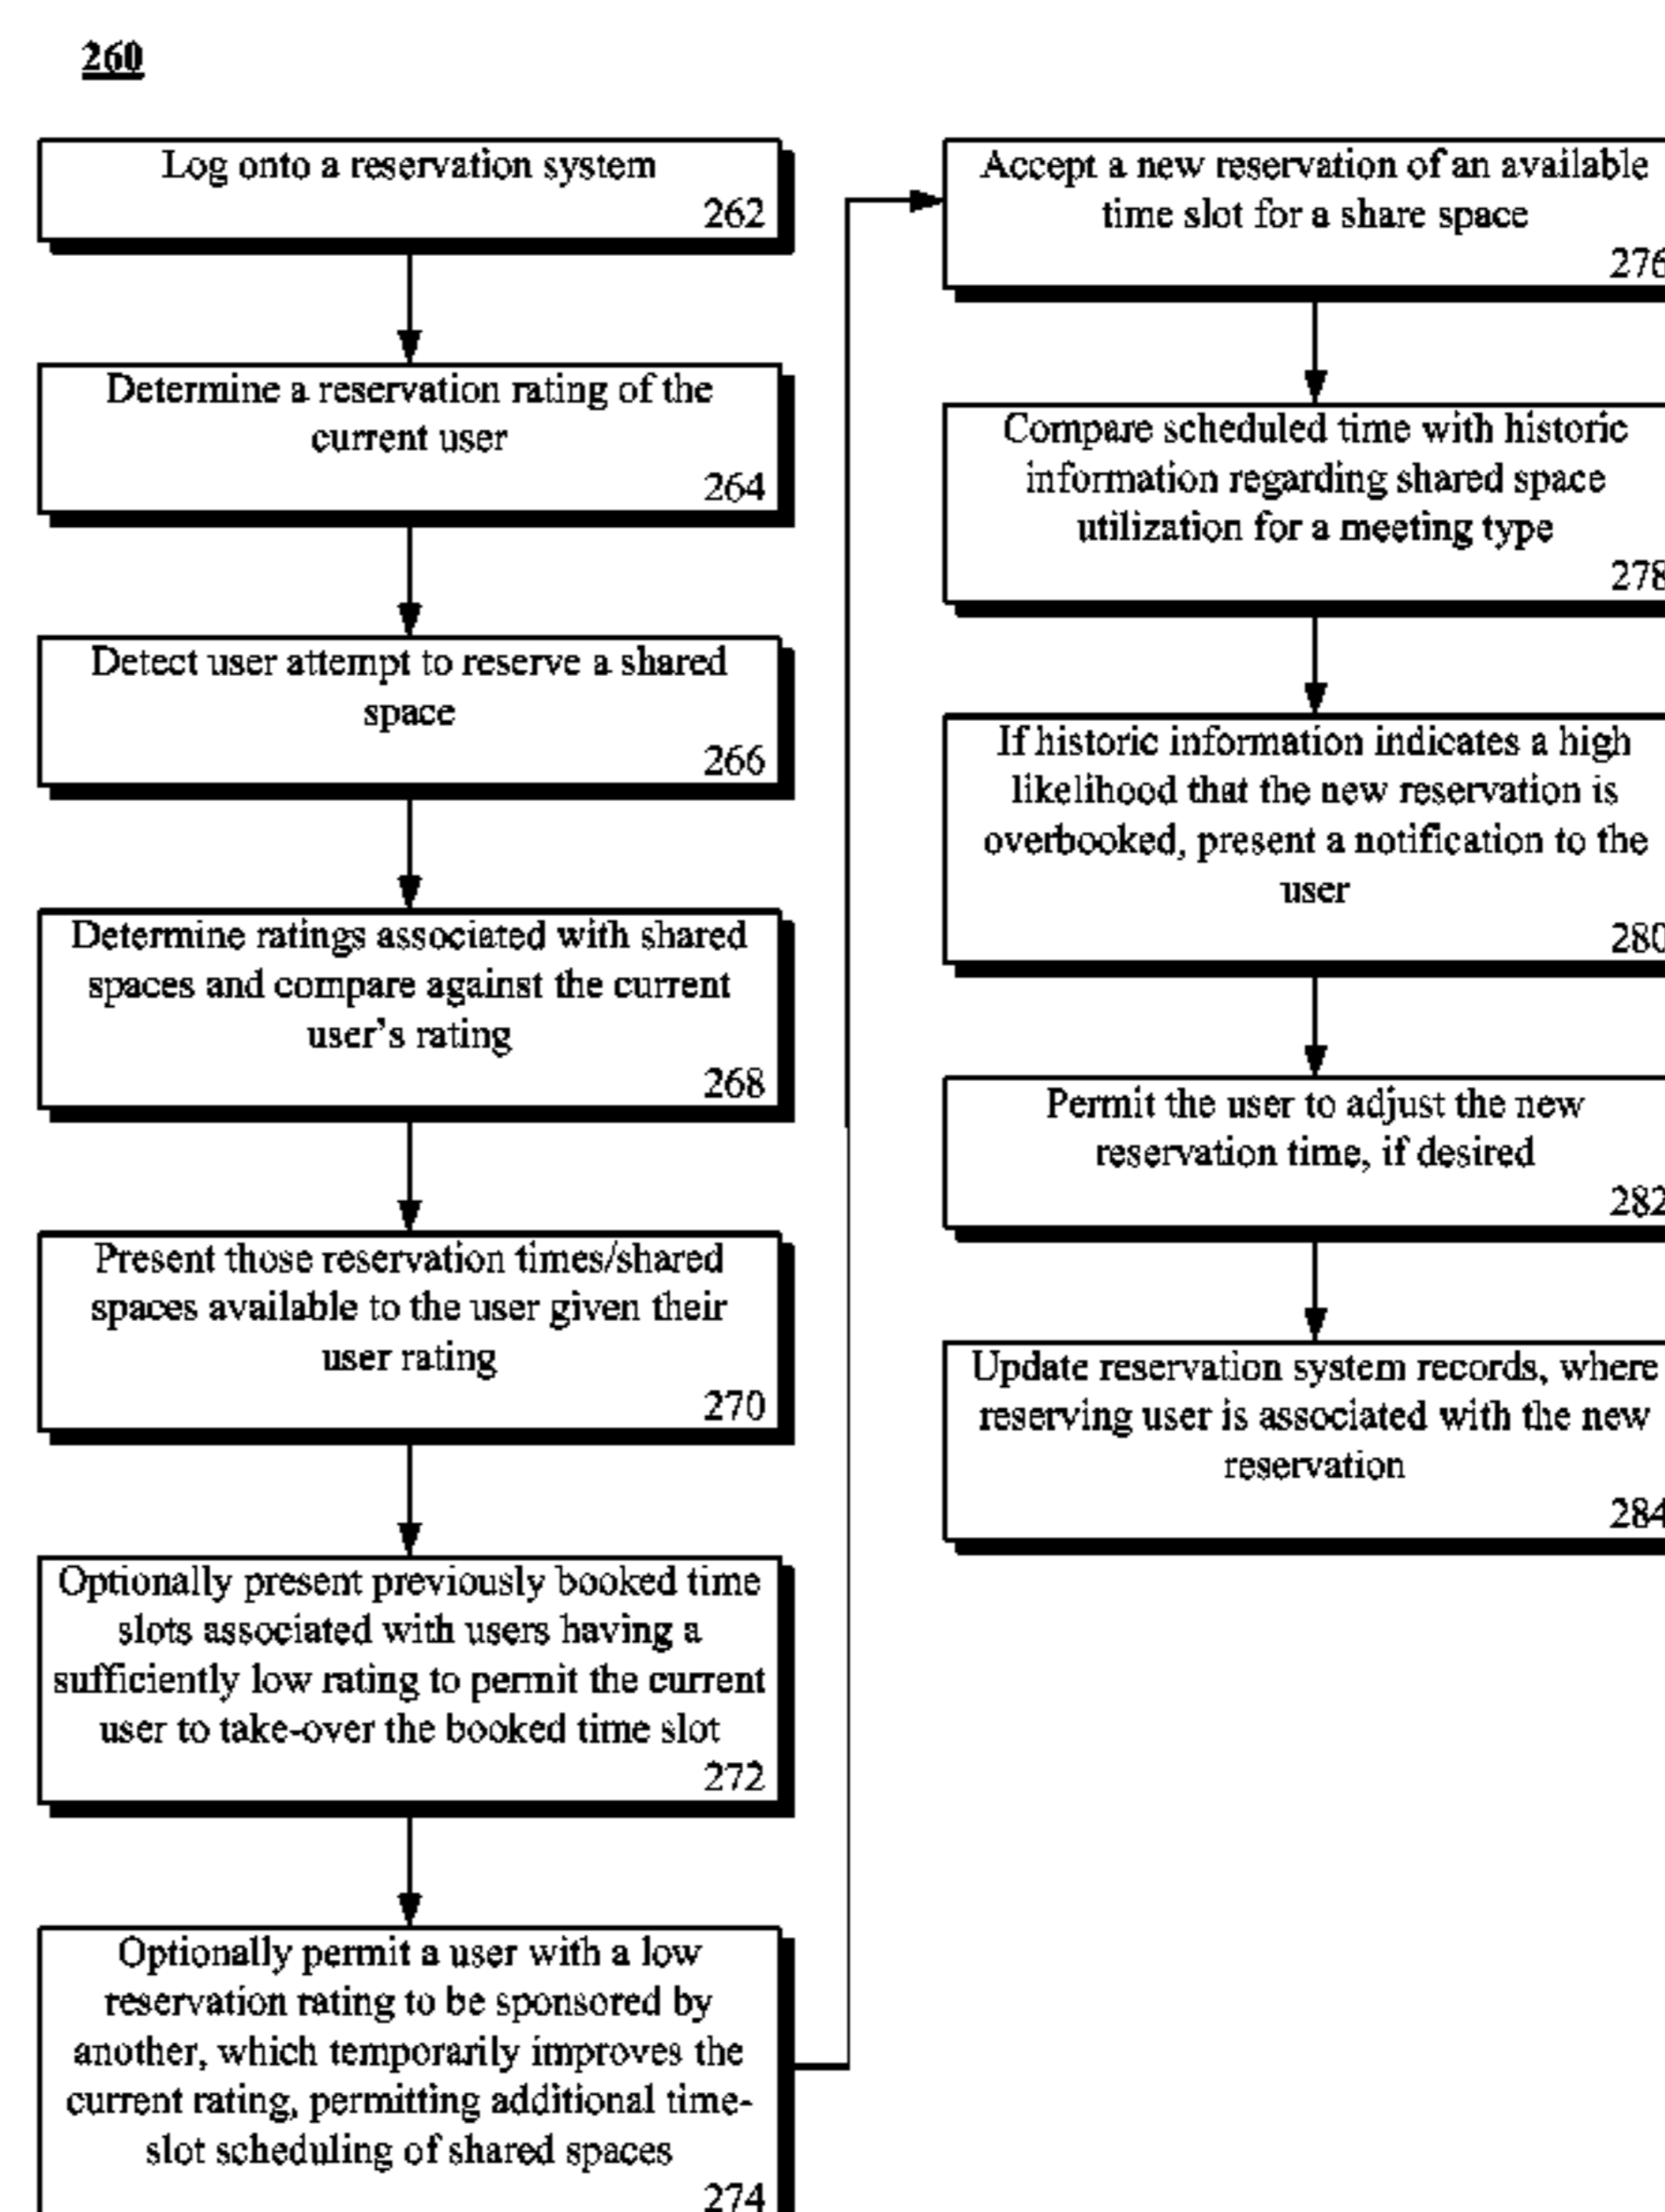 260
Log onto a reservation system
262
Determine a reservation rating of the
current user
264
Detect user attempt to reserve a shared
space
266
Determine ratings associated with shared
spaces and compare against the current
user's rating
268
Present those reservation times/shared
spaces available to the user given their
user rating
270
Optionally present previously booked time
slots associated with users having a
sufficiently low rating to permit the current
user to take-over the booked time slot
272
Optionally permit a user with a low
reservation rating to be sponsored by
another, which temporarily improves the
current rating, permitting additional time-
slot scheduling of shared spaces
274
Accept a new reservation of an available
time slot for a share space
276
Compare scheduled time with historic
information regarding shared space
utilization for a meeting type
278
If historic information indicates a high
likelihood that the new reservation is
overbooked, present a notification to the
user
280
Permit the user to adjust the new
reservation time, if desired
282
Update reservation system records, where
reserving user is associated with the new
reservation
284